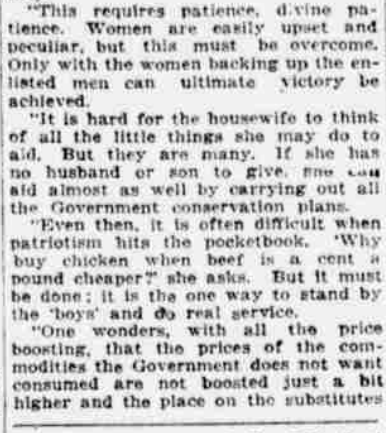 "This requires patience, divine pa-
tience. Women are easily upset and
peculiar, but this must be overcome.
Only with the women backing up the en-
listed men can ultimate victory be
achieved.
"It is hard for the housewife to think
of all the little things she may do to
aid. But they are many. If she has
no husband or son to give, she can
aid almost as well by carrying out all
the Government conservation plans.
"Even then, it is often difficult when
patriotism hits the pocketbook. 'Why
buy chicken when beef is a cent a
pound cheaper?' she asks. But it must
be done; it is the one way to stand by
the 'boys' and do real service.
"One wonders, with all the price
boosting, that the prices of the com-
modities the Government does not want
consumed are not boosted just a bit
higher and the place on the substitutes